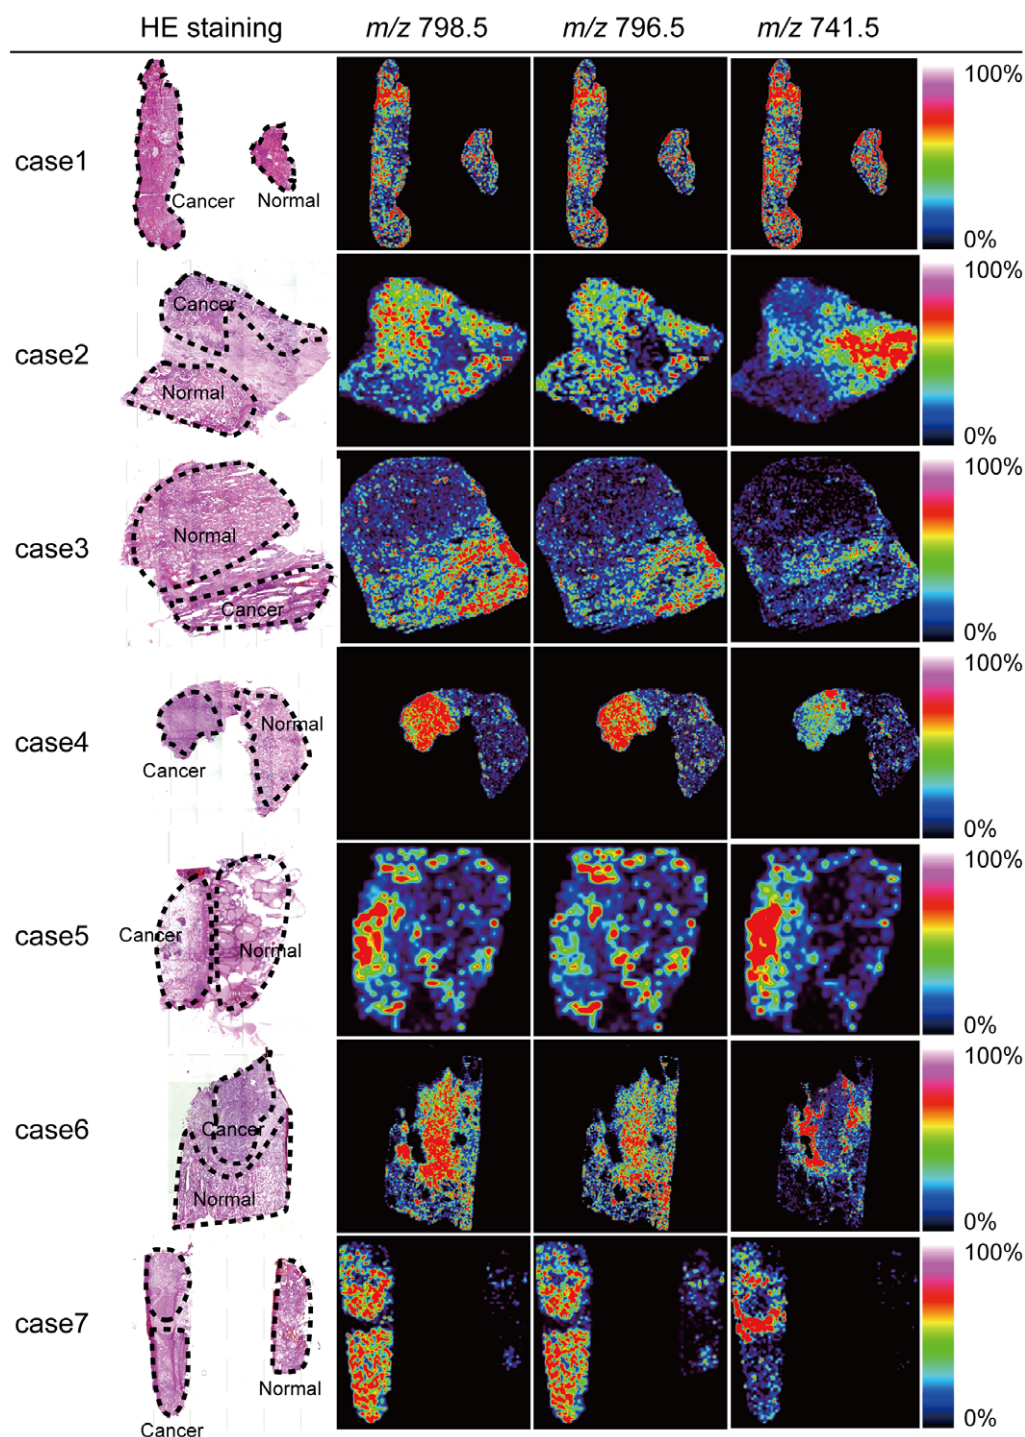 HE staining m/z 798.5 m/z 796.5 m/z 741.5
100%
case1
Cancer Normal
0%
100%
Cancer
case2
Normal
0%
100%
case3
Normal
Cancer
0%
100%
Normal
case4
Cancer
0%
100%
case5
Cancer
Normal
0%
100%
case6
Cancer
Normal
0%
100%
case7
Normal
0%
Cancer